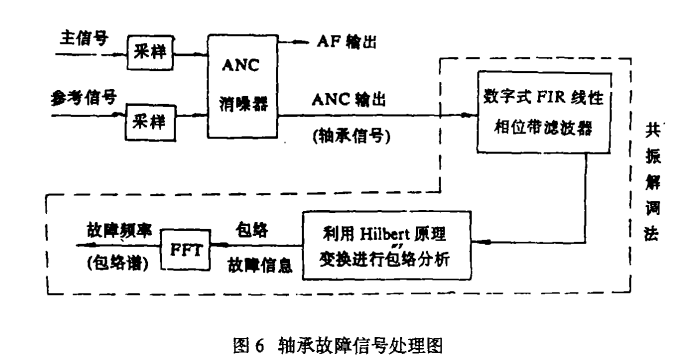 主信号
采样
ANC
消噪器
AF 输出
参考信号
采样
ANC 输出
(轴承信号)
数字式 FIR 线性
相位带滤波器
共振解调法
利用 Hilbert 原理
变换进行包络分析
包络
故障信息
FFT
故障频率
(包络谱)
图 6 轴承故障信号处理图